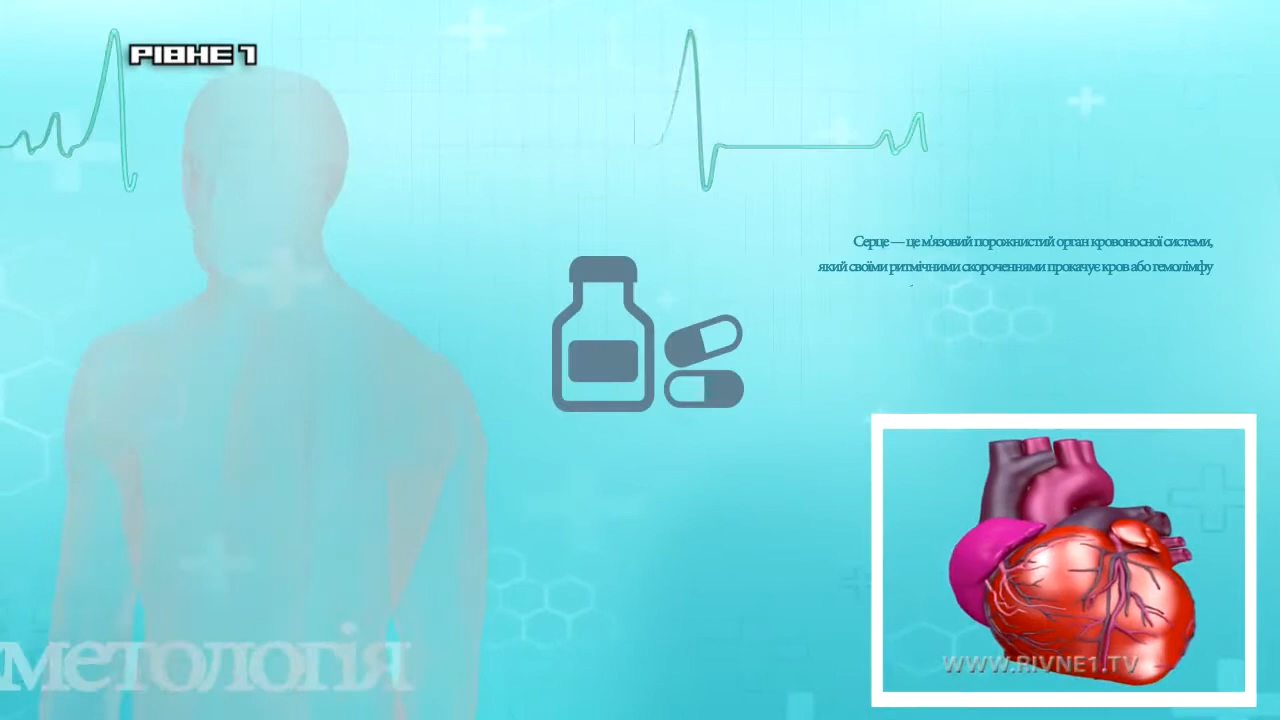 РІВНЕ 1
Серце — це м'язовий порожнистий орган кровоносної системи,
який своїми ритмічними скороченнями прокачує кров або гемолімфу
метологія
WWW.RIVNE1.TV